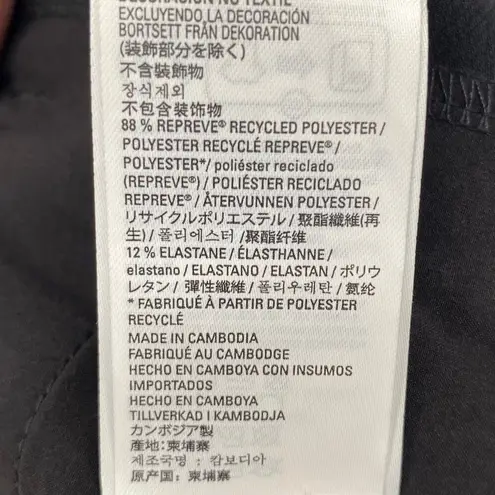 DECORACIÓN NO TEXTIL
EXCLUYENDO LA DECORACIÓN
BORTSETT FRÅN DEKORATION
(装飾部分を除く)
不含裝飾物
장식제외
不包含装饰物
88 % REPREVE® RECYCLED POLYESTER /
POLYESTER RECYCLÉ REPREVE® /
POLYESTER*/ poliéster reciclado
(REPREVE®) / POLIÉSTER RECICLADO
REPREVE® / ÅTERVUNNEN POLYESTER /
リサイクルポリエステル / 聚酯纖維(再
生) / 폴리에스터 /聚酯纤维
12 % ELASTANE / ÉLASTHANNE /
elastano / ELASTANO / ELASTAN / ポリウ
レタン / 彈性纖維 / 폴리우레탄 / 氨纶
* FABRIQUÉ À PARTIR DE POLYESTER
RECYCLÉ
MADE IN CAMBODIA
FABRIQUÉ AU CAMBODGE
HECHO EN CAMBOYA CON INSUMOS
IMPORTADOS
HECHO EN CAMBOYA
TILLVERKAD I KAMBODJA
カンボジア製
產地: 柬埔寨
제조국명 : 캄보디아
原产国: 柬埔寨